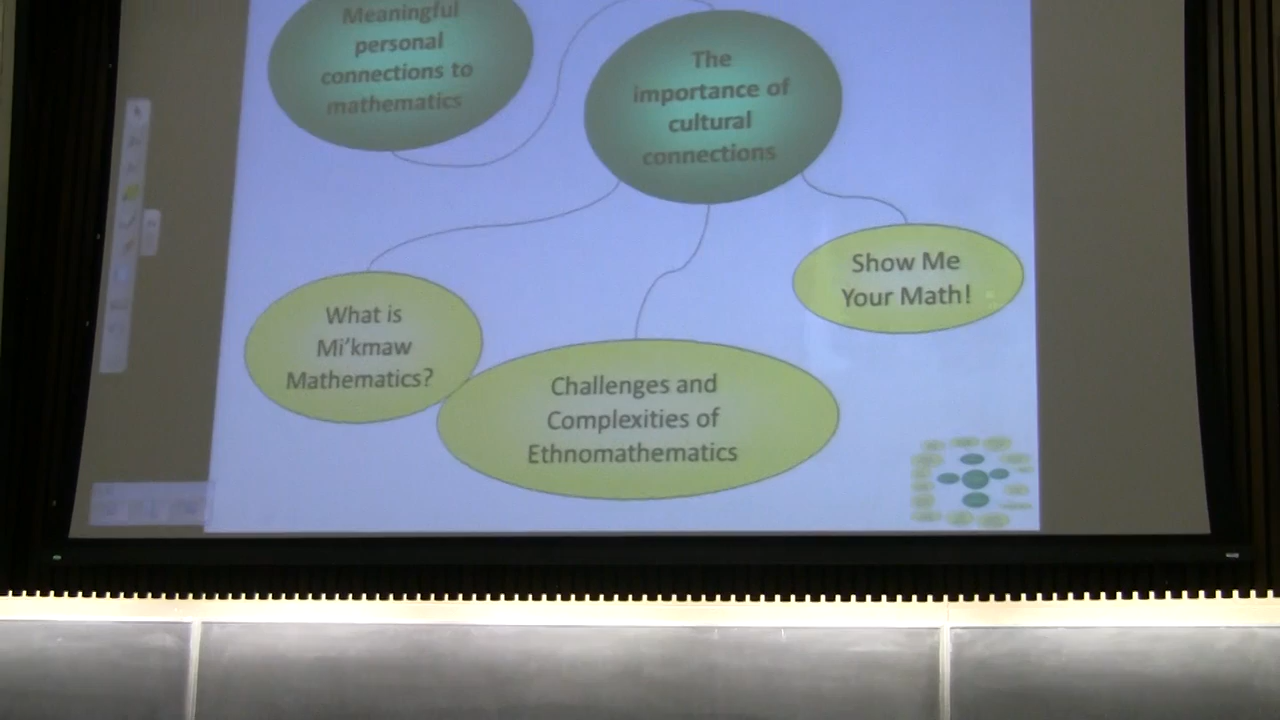 Meaningful
personal
connections to
mathematics
The
importance of
cultural
connections
Show Me
Your Math!
What is
Mi'kmaw
Mathematics?
Challenges and
Complexities of
Ethnomathematics